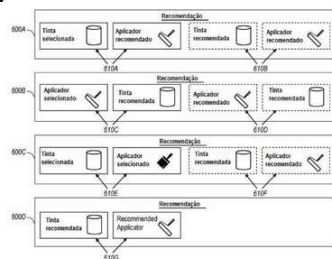 Recomendação
600A
Tinta selecionada
Aplicador recomendado
Tinta recomendada
Aplicador recomendado
610A
610B
Recomendação
600B
Aplicador selecionado
Tinta recomendada
Aplicador recomendado
Tinta recomendada
610C
610D
Recomendação
600C
Tinta selecionada
Aplicador selecionado
Tinta recomendada
Aplicador recomendado
610E
610F
Recomendação
600D
Tinta recomendada
Recommended Applicator
610G